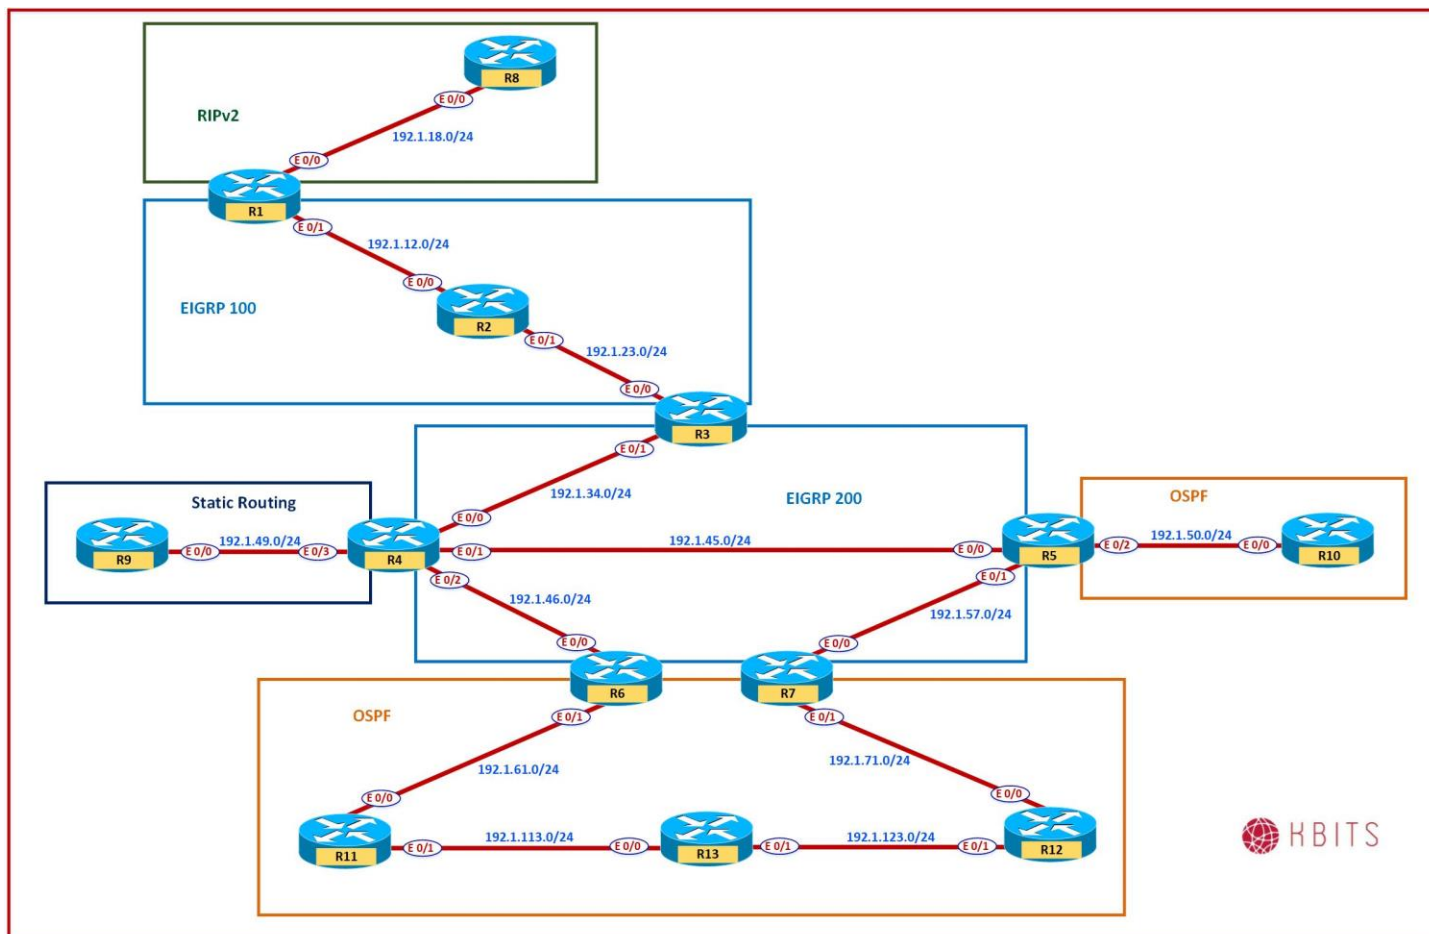 R8
E 0/0
RIPv2
192.1.18.0/24
E 0/0
R1
E 0/1
192.1.12.0/24
E 0/0
EIGRP 100
R2
E 0/1
192.1.23.0/24
E 0/0
R3
E 0/1
192.1.34.0/24
EIGRP 200
Static Routing
OSPF
E 0/0
R9
E 0/0
192.1.49.0/24
E 0/3
R4
E 0/1
192.1.45.0/24
E 0/0
R5
E 0/2
192.1.50.0/24
E 0/0
R10
E 0/2
E 0/1
192.1.46.0/24
192.1.57.0/24
E 0/0
E 0/0
R6
R7
OSPF
E 0/1
E 0/1
192.1.61.0/24
192.1.71.0/24
E 0/0
E 0/0
R11
E 0/1
192.1.113.0/24
E 0/0
R13
E 0/1
192.1.123.0/24
E 0/1
R12
KBITS